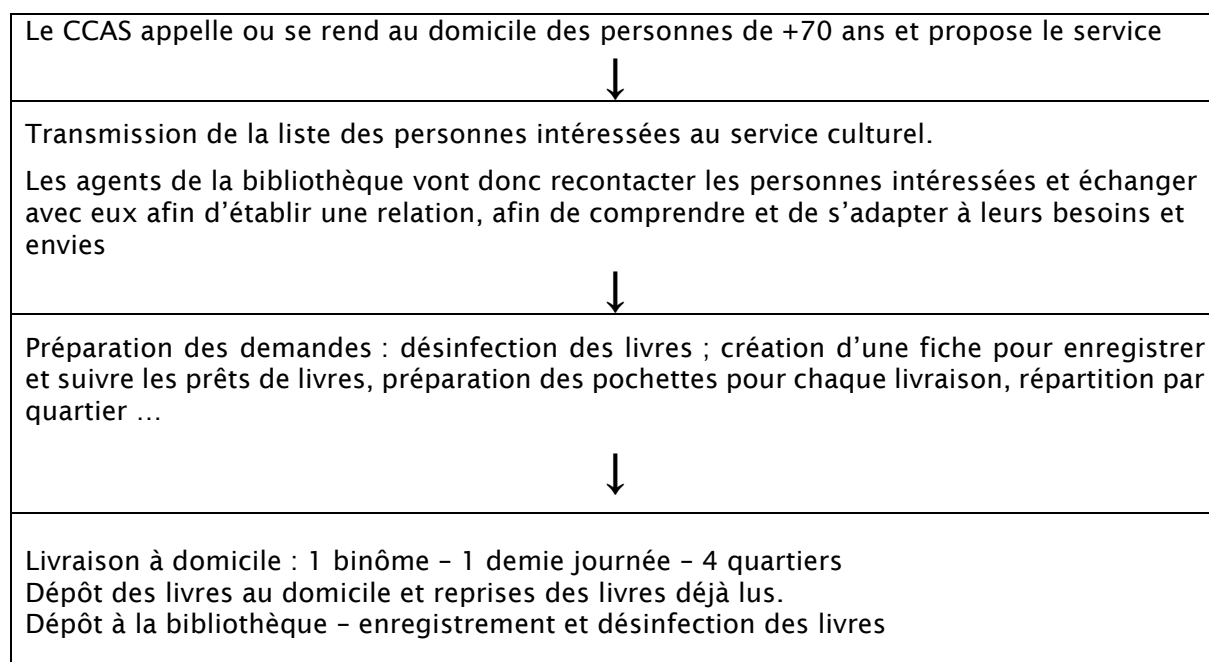 Le CCAS appelle ou se rend au domicile des personnes de +70 ans et propose le service
↓
Transmission de la liste des personnes intéressées au service culturel.
Les agents de la bibliothèque vont donc recontacter les personnes intéressées et échanger
avec eux afin d’établir une relation, afin de comprendre et de s’adapter à leurs besoins et
envies
↓
Préparation des demandes : désinfection des livres ; création d’une fiche pour enregistrer
et suivre les prêts de livres, préparation des pochettes pour chaque livraison, répartition par
quartier …
↓
Livraison à domicile : 1 binôme – 1 demie journée – 4 quartiers
Dépôt des livres au domicile et reprises des livres déjà lus.
Dépôt à la bibliothèque – enregistrement et désinfection des livres